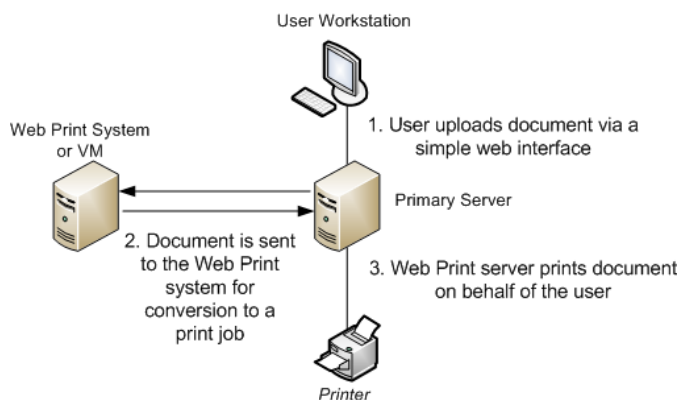 User Workstation
1. User uploads document via a
simple web interface
Web Print System
or VM
Primary Server
2. Document is sent
to the Web Print
system for
conversion to a
print job
3. Web Print server prints document
on behalf of the user
Printer